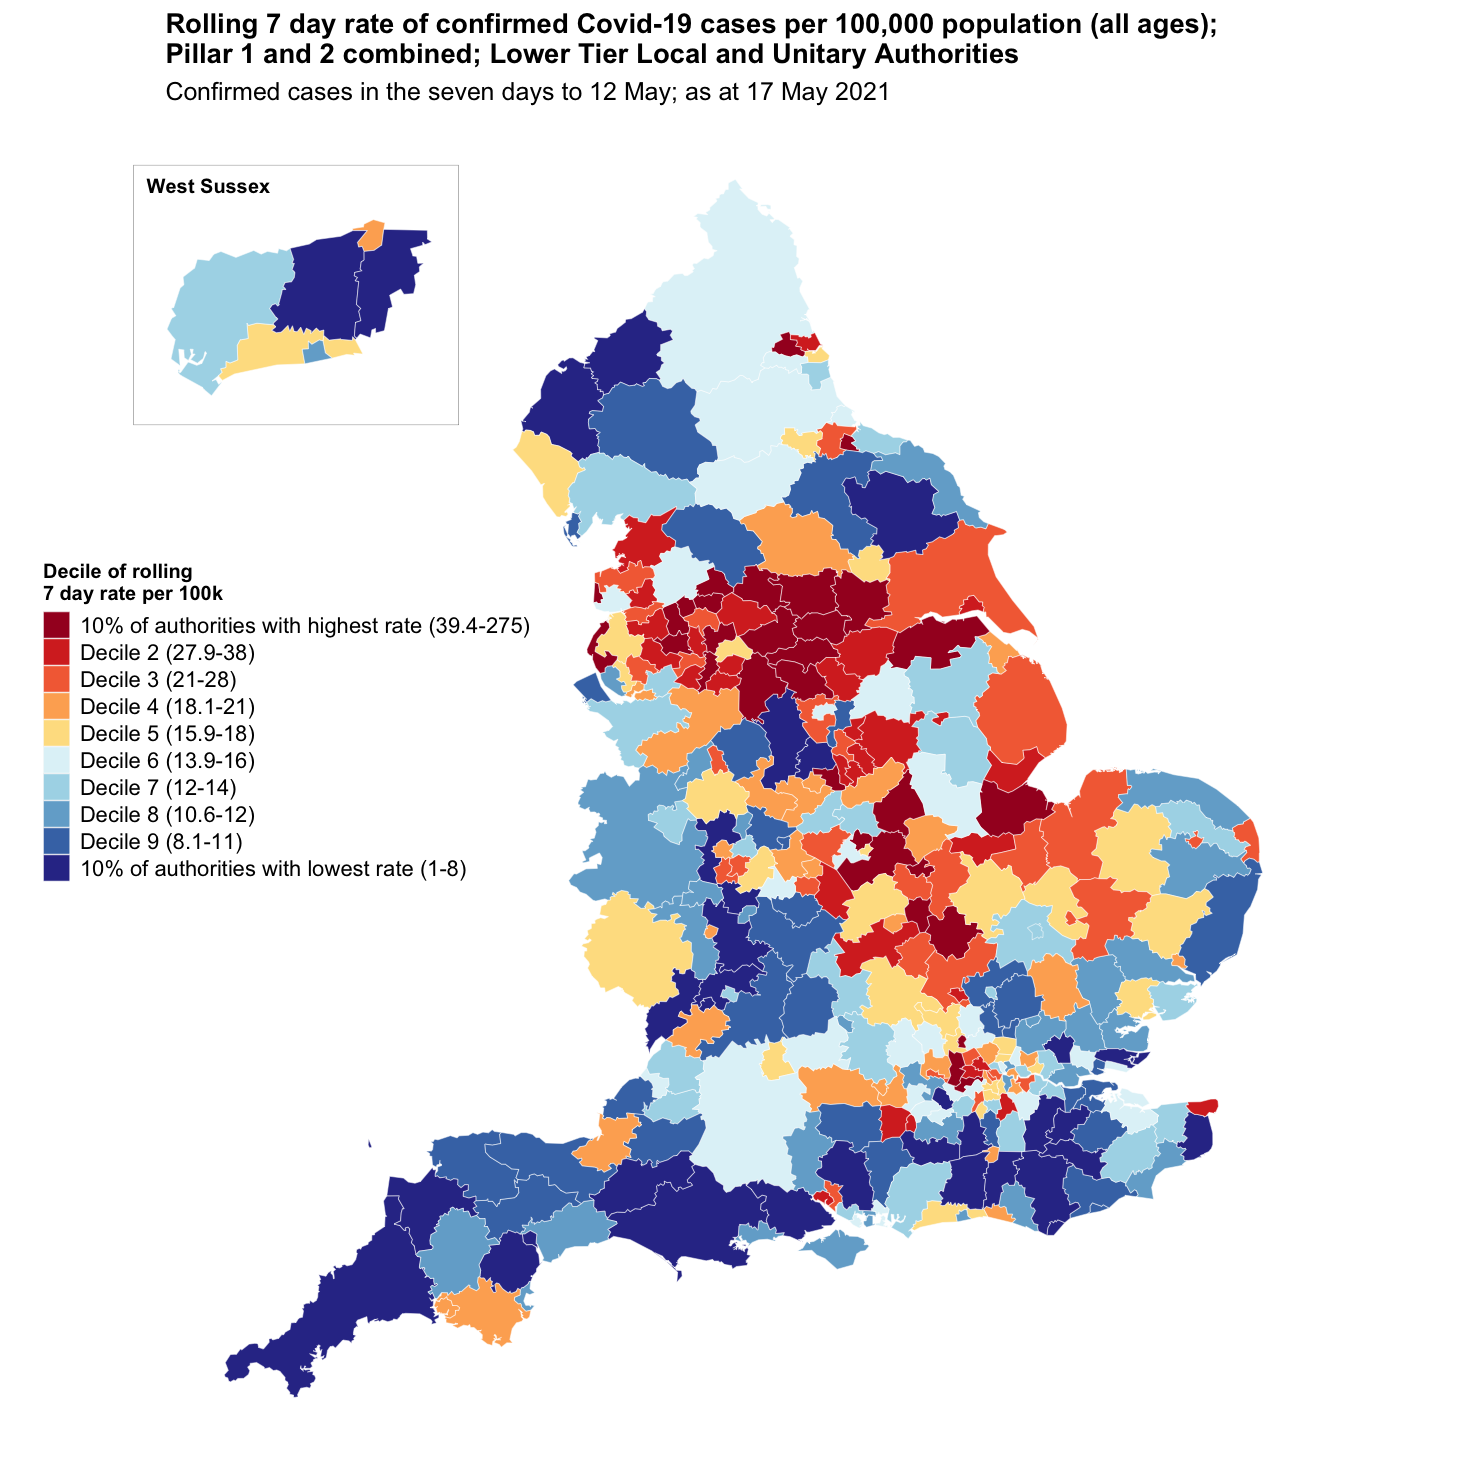 Rolling 7 day rate of confirmed Covid-19 cases per 100,000 population (all ages);
Pillar 1 and 2 combined; Lower Tier Local and Unitary Authorities
Confirmed cases in the seven days to 12 May; as at 17 May 2021
West Sussex
Decile of rolling
7 day rate per 100k
10% of authorities with highest rate (39.4-275)
Decile 2 (27.9-38)
Decile 3 (21-28)
Decile 4 (18.1-21)
Decile 5 (15.9-18)
Decile 6 (13.9-16)
Decile 7 (12-14)
Decile 8 (10.6-12)
Decile 9 (8.1-11)
10% of authorities with lowest rate (1-8)